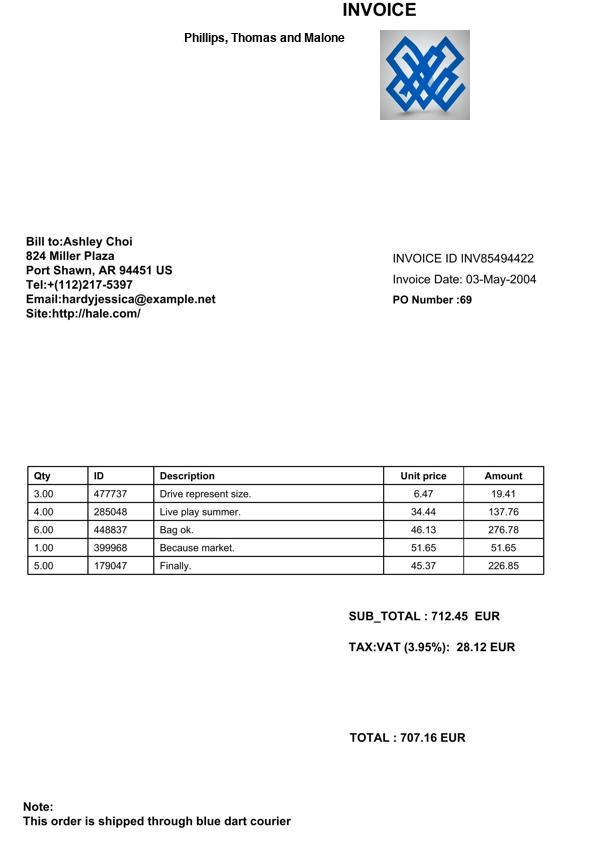 INVOICE
Phillips, Thomas and Malone
Bill to:Ashley Choi
824 Miller Plaza
Port Shawn, AR 94451 US
Tel:+(112)217-5397
Email:hardyjessica@example.net
Site:http://hale.com/
INVOICE ID INV85494422
Invoice Date: 03-May-2004
PO Number :69
Qty ID Description Unit price Amount
3.00 477737 Drive represent size. 6.47 19.41
4.00 285048 Live play summer. 34.44 137.76
6.00 448837 Bag ok. 46.13 276.78
1.00 399968 Because market. 51.65 51.65
5.00 179047 Finally. 45.37 226.85
SUB_TOTAL : 712.45 EUR
TAX:VAT (3.95%): 28.12 EUR
TOTAL : 707.16 EUR
Note:
This order is shipped through blue dart courier